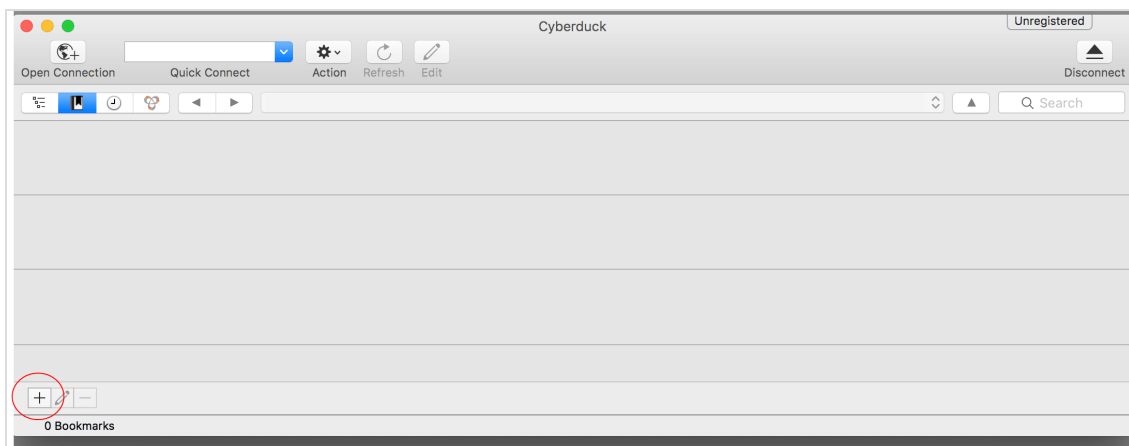 Cyberduck
Unregistered
Open Connection
Quick Connect
Action
Refresh
Edit
Disconnect
Search
0 Bookmarks